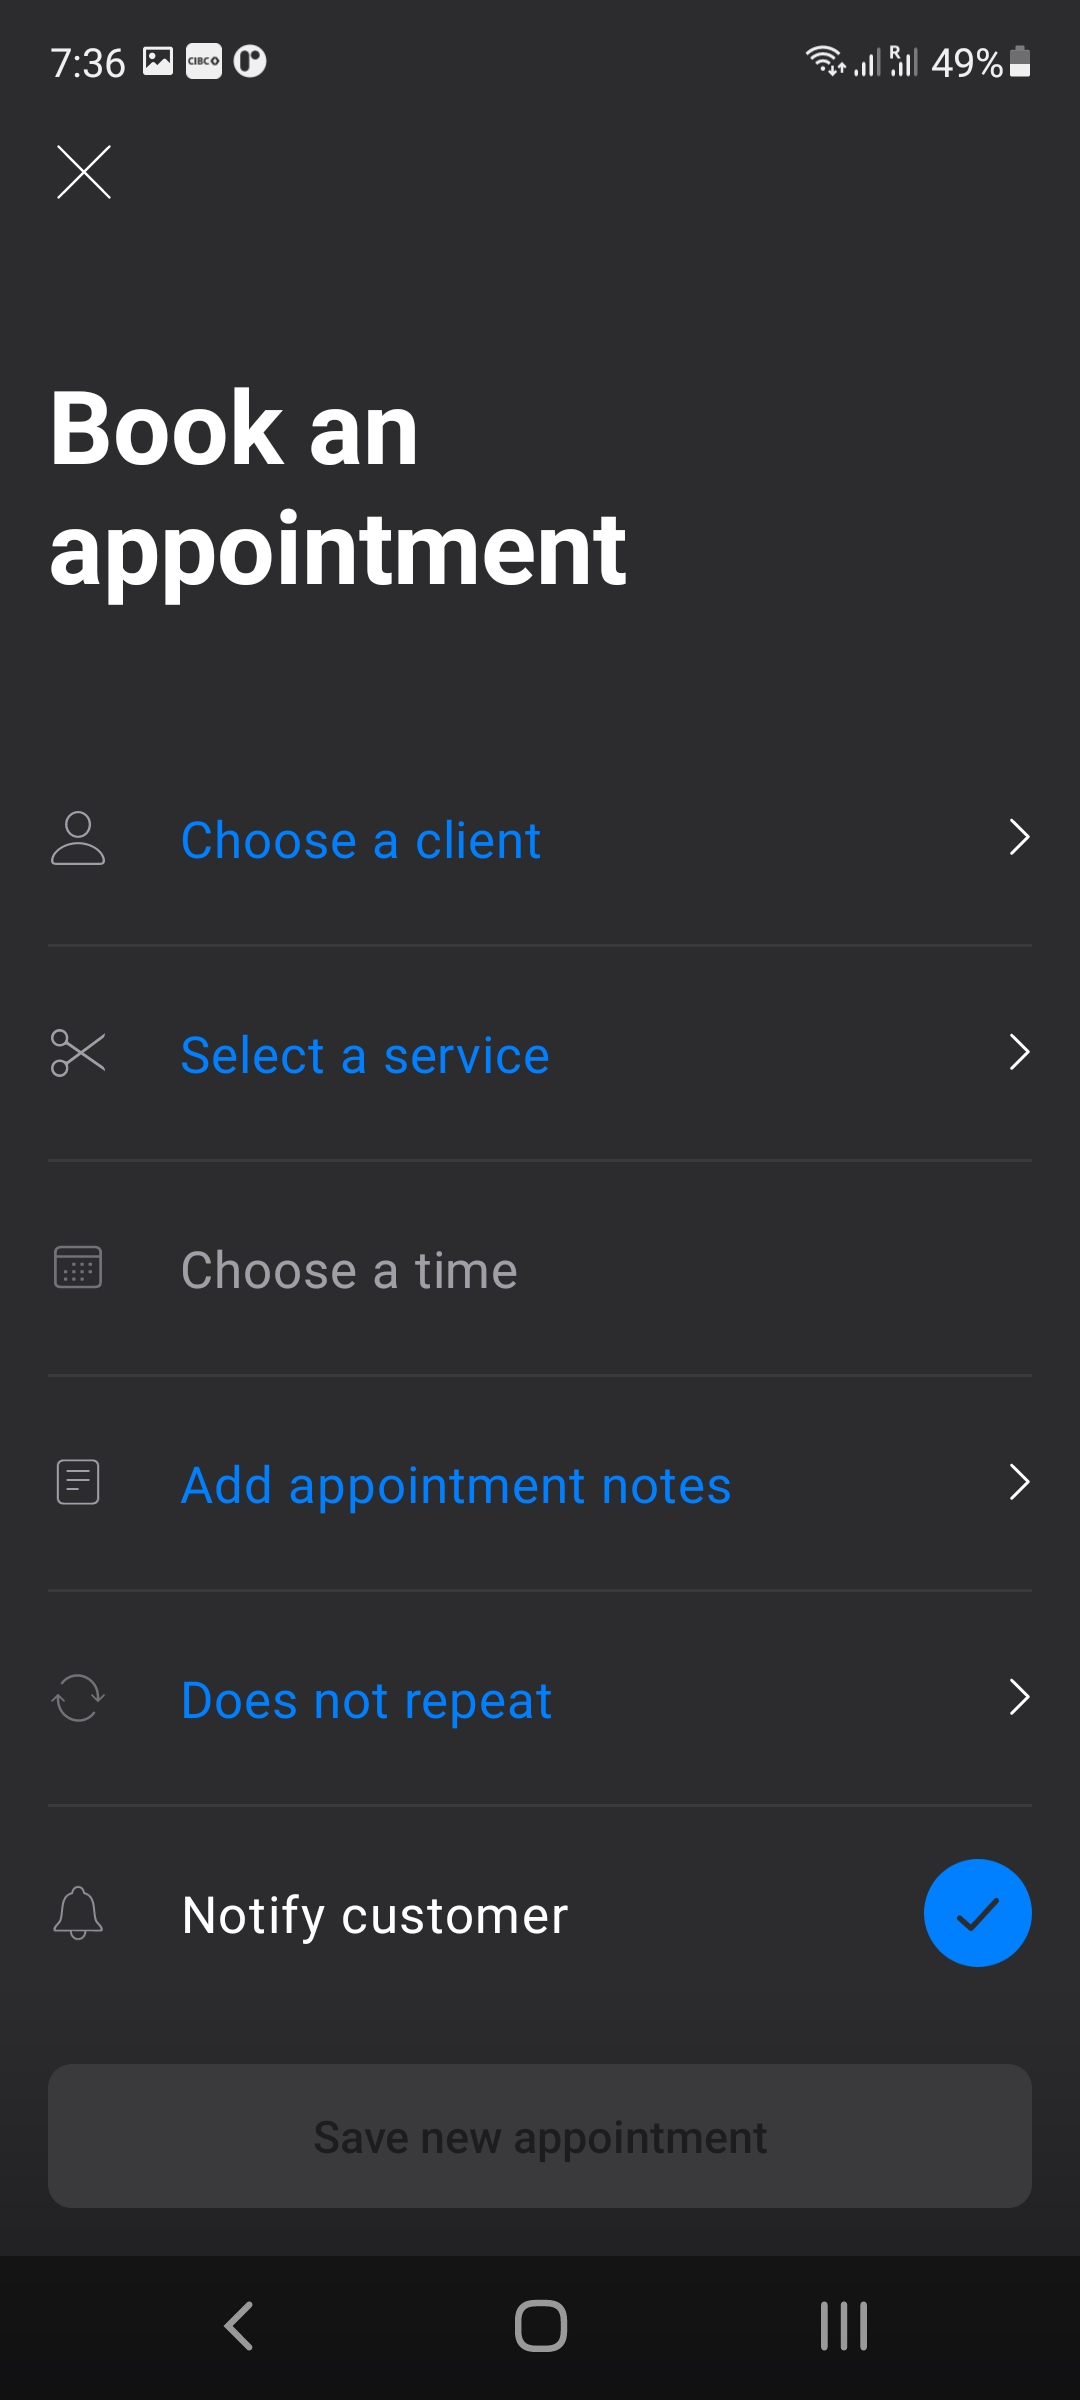 7:36 CIBC R 49%
Book an
appointment
Choose a client
Select a service
Choose a time
Add appointment notes
Does not repeat
Notify customer
Save new appointment